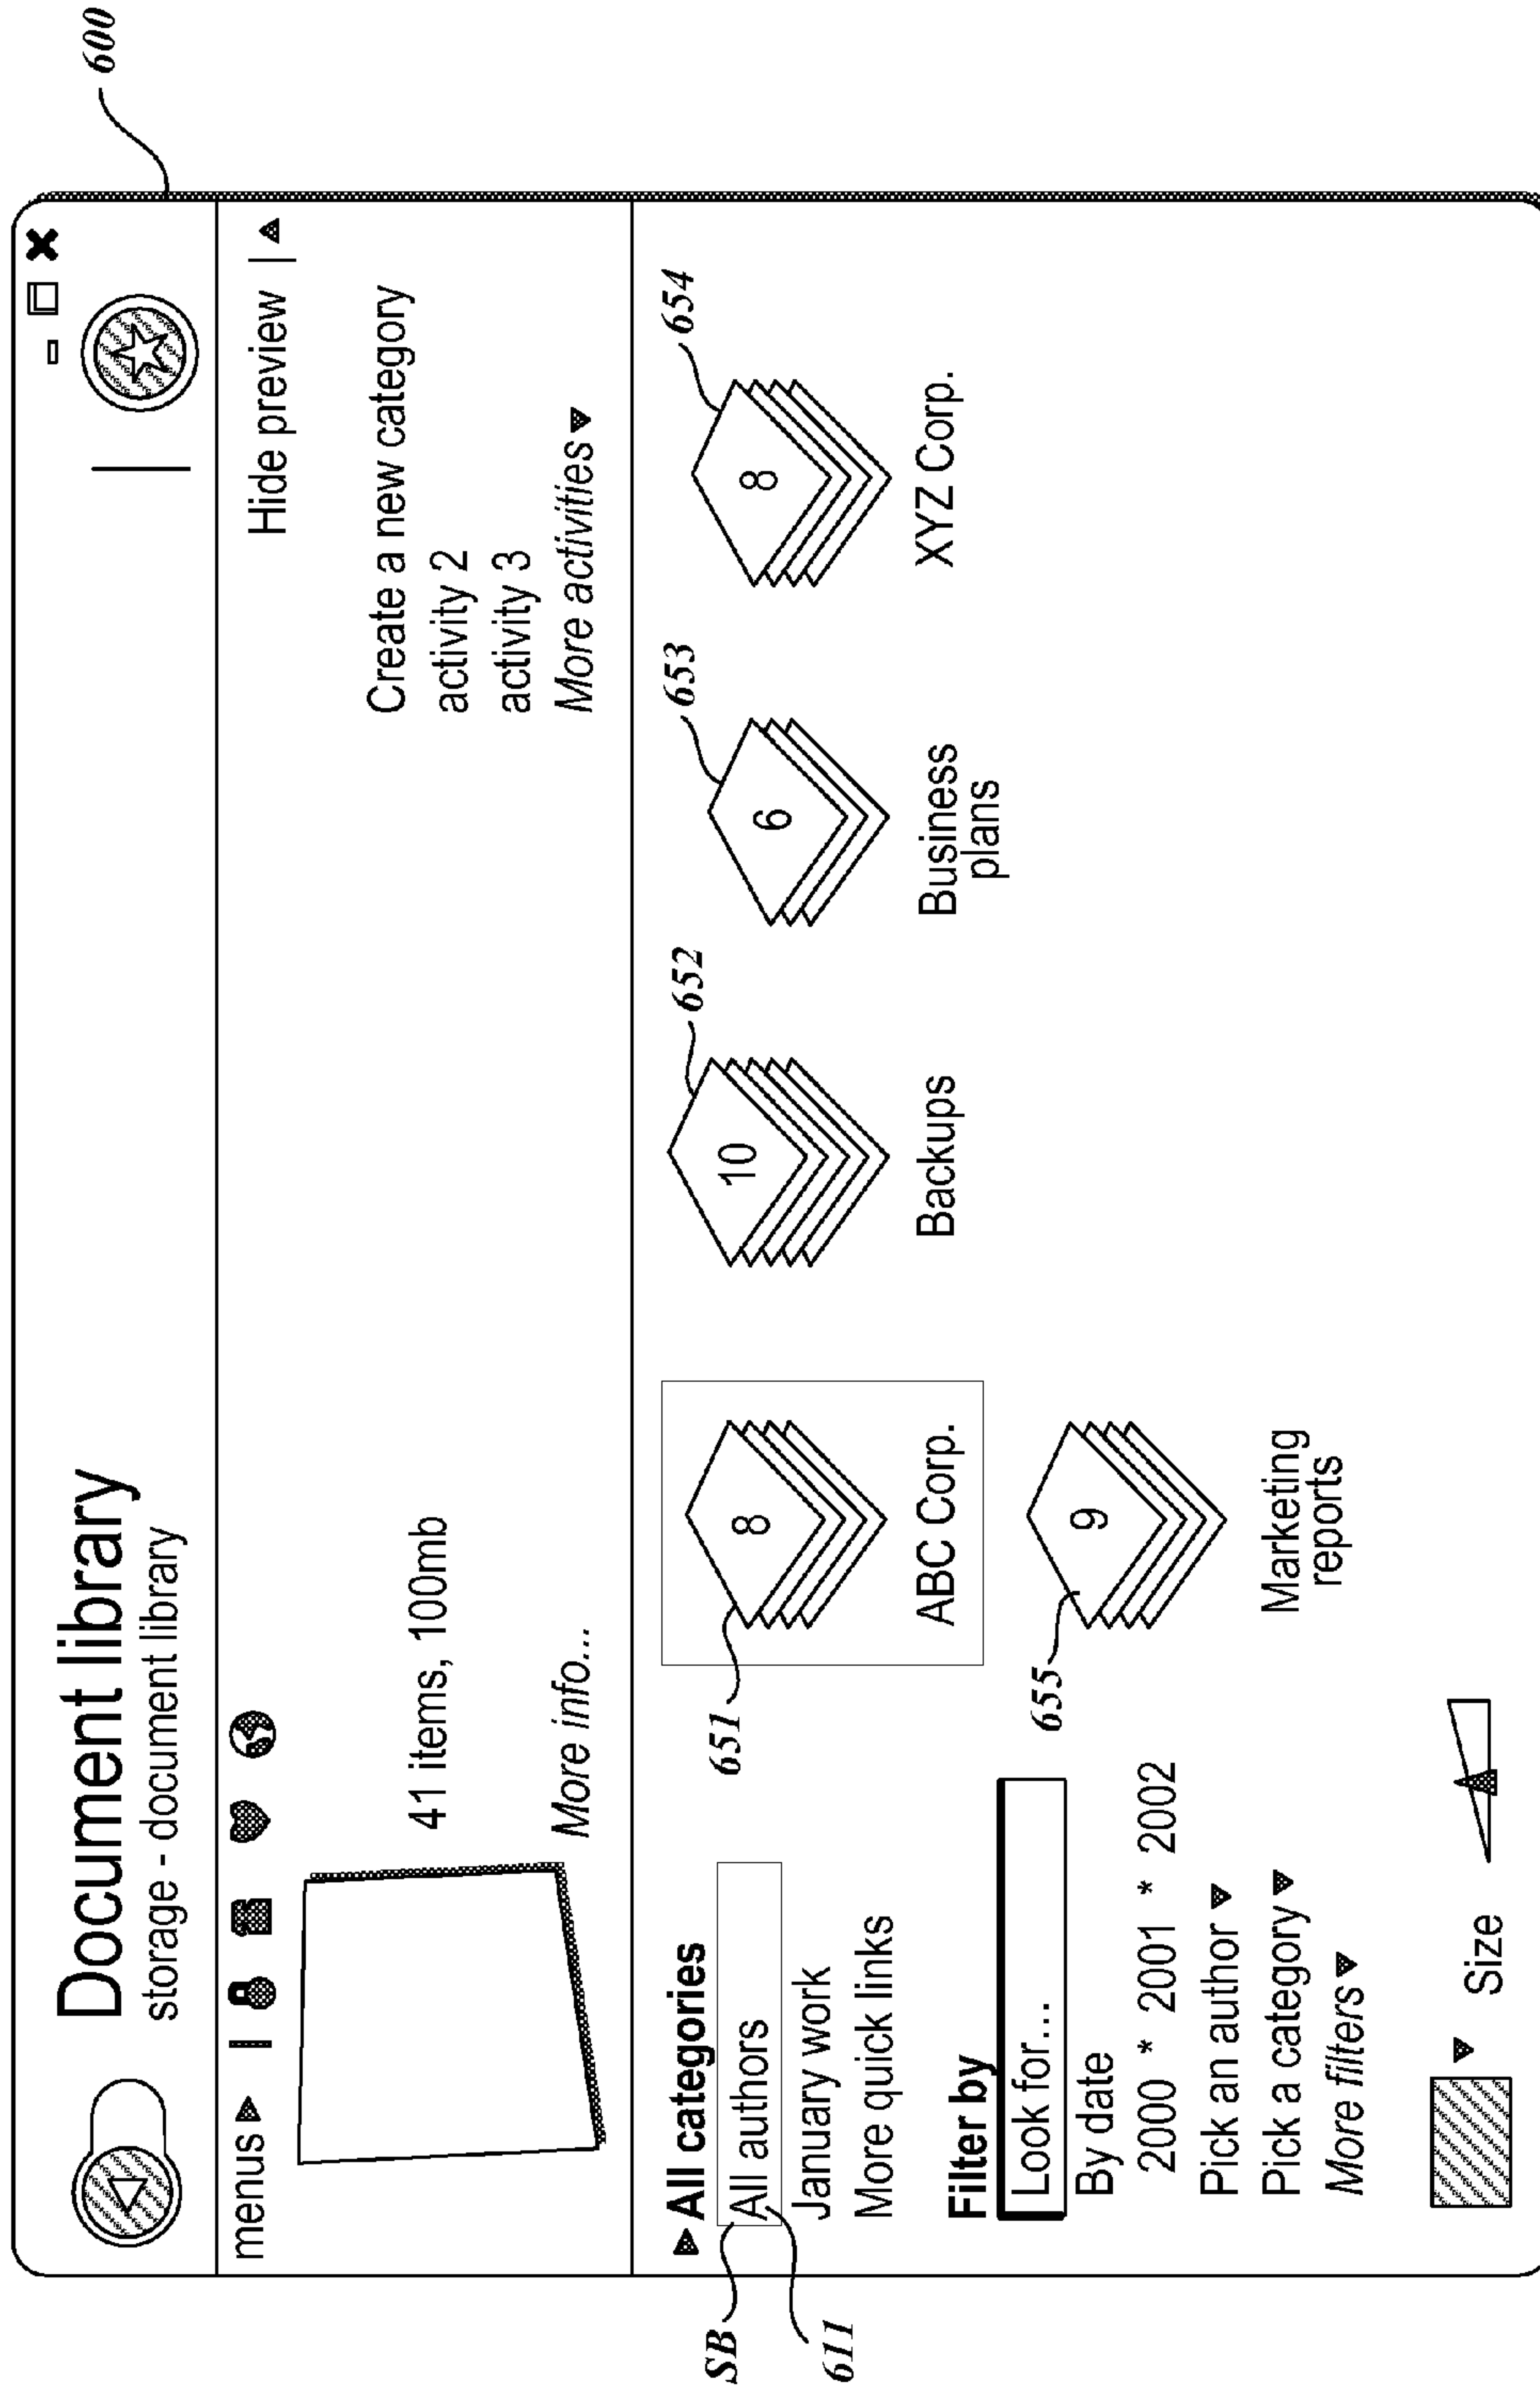 600
Document library
storage - document library
menus
Hide preview
41 items, 100mb
More info...
Create a new category
activity 2
activity 3
More activities
All categories
SB
All authors
611
January work
More quick links
Filter by
Look for...
By date
2000 * 2001 * 2002
Pick an author
Pick a category
More filters
Size
651
8
ABC Corp.
652
10
Backups
653
6
Business
plans
654
8
XYZ Corp.
655
9
Marketing
reports